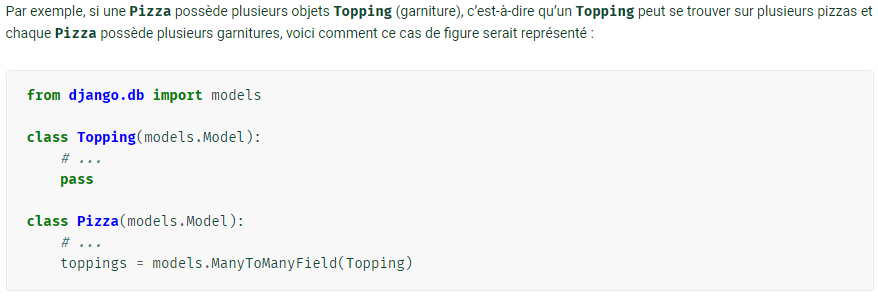 Par exemple, si une Pizza possède plusieurs objets Topping (garniture), c’est-à-dire qu’un Topping peut se trouver sur plusieurs pizzas et
chaque Pizza possède plusieurs garnitures, voici comment ce cas de figure serait représenté :
from django.db import models
class Topping(models.Model):
    # ...
    pass
class Pizza(models.Model):
    # ...
    toppings = models.ManyToManyField(Topping)